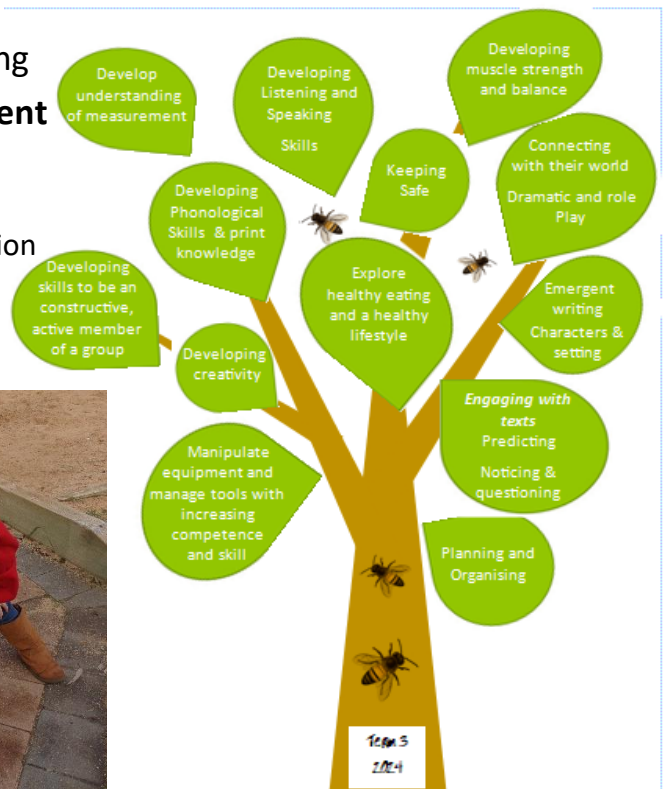 ng
ent
ion
Develop
understanding
of measurement
Developing
Listening and
Speaking
Skills
Developing
muscle strength
and balance
Keeping
Safe
Connecting
with their world
Dramatic and role
Play
Developing
Phonological
Skills & print
knowledge
Explore
healthy eating
and a healthy
lifestyle
Emergent
writing
Characters &
setting
Developing
skills to be an
constructive,
active member
of a group
Developing
creativity
Engaging with
texts
Predicting
Noticing &
questioning
Manipulate
equipment and
manage tools with
increasing
competence
and skill
Planning and
Organising
Term 3
2024